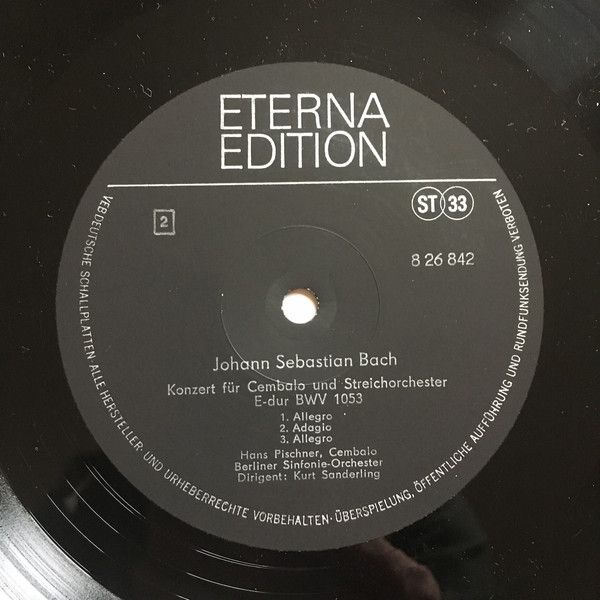 ETERNA
EDITION
ST 33
2
8 26 842
Johann Sebastian Bach
Konzert für Cembalo und Streichorchester
E-dur BWV 1053
1. Allegro
2. Adagio
3. Allegro
Hans Pischner, Cembalo
Berliner Sinfonie-Orchester
Dirigent: Kurt Sanderling
VEB DEUTSCHE SCHALLPLATTEN · ALLE HERSTELLER- UND URHEBERRECHTE VORBEHALTEN · ÜBERSPIELUNG, ÖFFENTLICHE AUFFÜHRUNG UND RUNDFUNKSENDUNG VERBOTEN